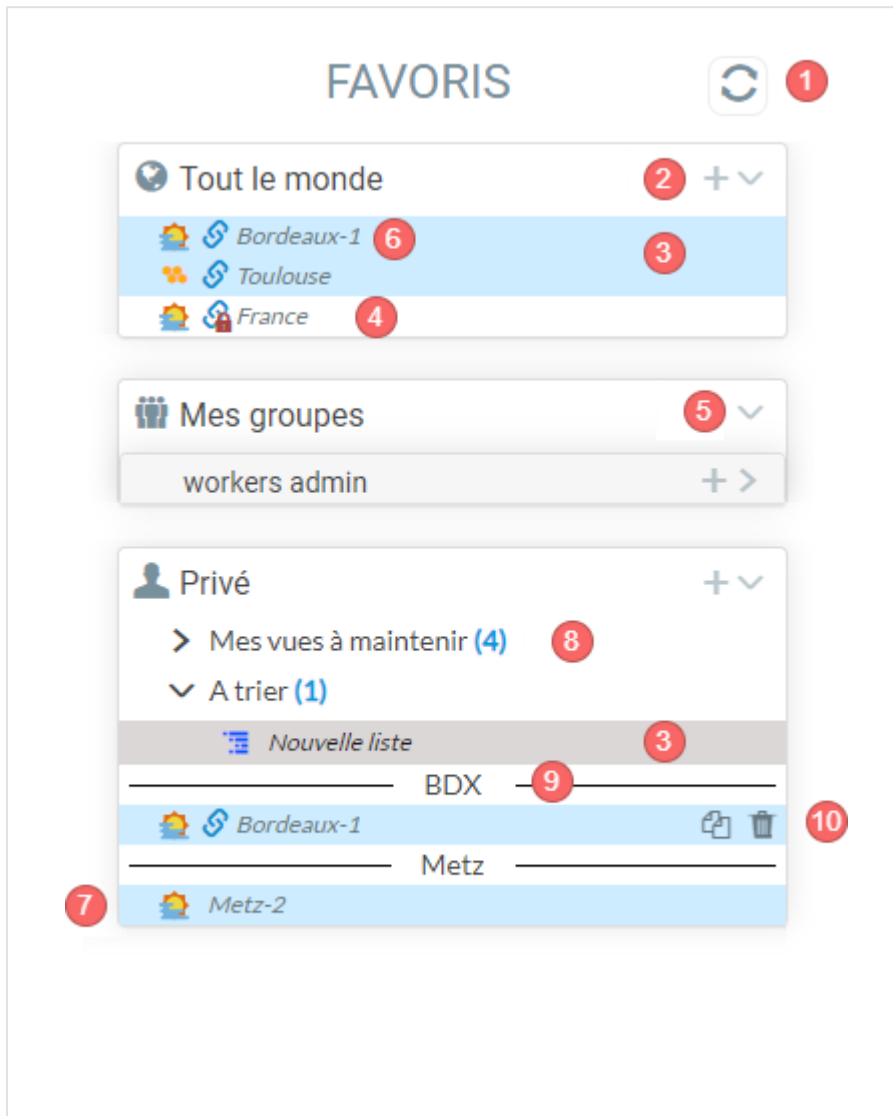 FAVORIS 1
Tout le monde 2
Bordeaux-1 6
3
Toulouse
France 4
Mes groupes 5
workers admin
Privé
Mes vues à maintenir (4) 8
A trier (1)
Nouvelle liste 3
BDX 9
Bordeaux-1 10
Metz
7 Metz-2